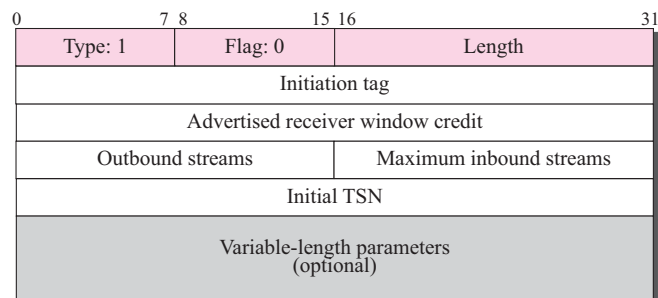 0 7 8 15 16 31
Type: 1 Flag: 0 Length
Initiation tag
Advertised receiver window credit
Outbound streams Maximum inbound streams
Initial TSN
Variable-length parameters
(optional)